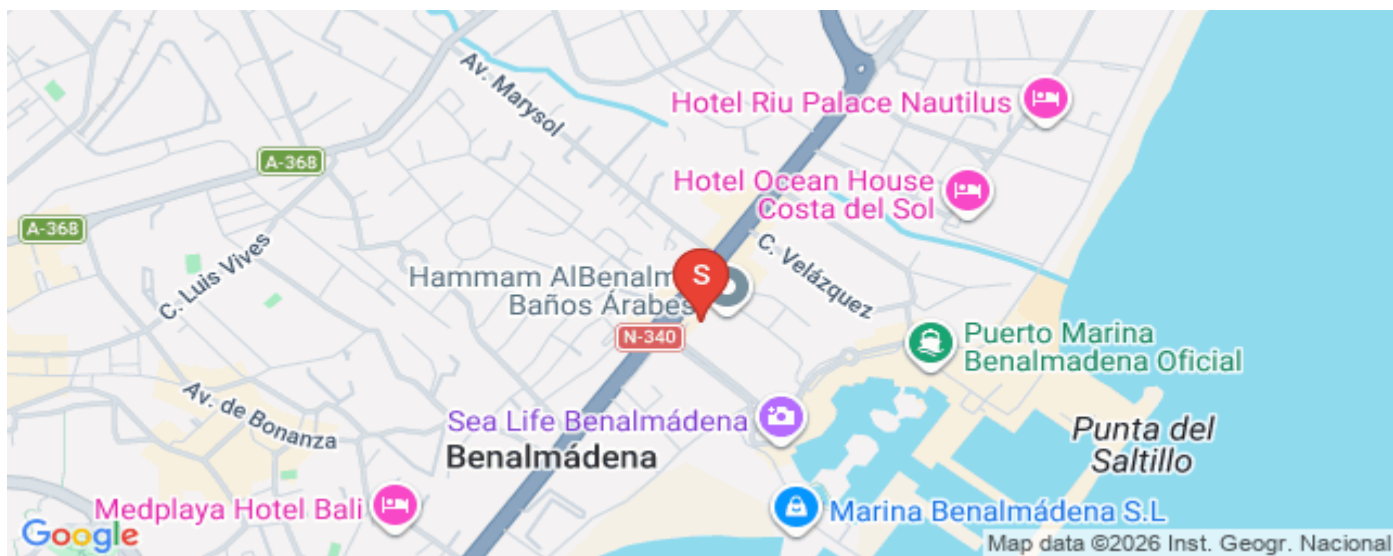 Av. Marysol
Hotel Riu Palace Nautilus
A-368
Hotel Ocean House
Costa del Sol
A-368
C. Luis Vives
C. Velázquez
S
Hammam AlBenalm
Baños Árabes
N-340
Puerto Marina
Benalmadena Oficial
Av. de Bonanza
Sea Life Benalmádena
Benalmádena
Punta del
Saltillo
Medplaya Hotel Bali
Marina Benalmádena S.L
Google
Map data ©2026 Inst. Geogr. Nacional